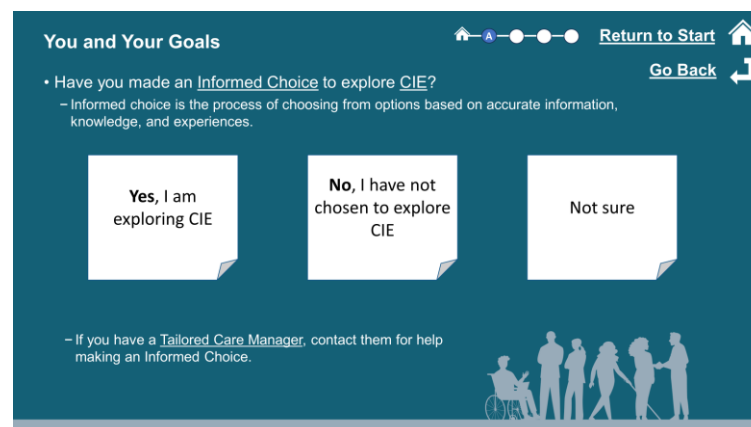 You and Your Goals
A
Return to Start
Go Back
• Have you made an Informed Choice to explore CIE?
– Informed choice is the process of choosing from options based on accurate information,
knowledge, and experiences.
Yes, I am
exploring CIE
No, I have not
chosen to explore
CIE
Not sure
– If you have a Tailored Care Manager, contact them for help
making an Informed Choice.